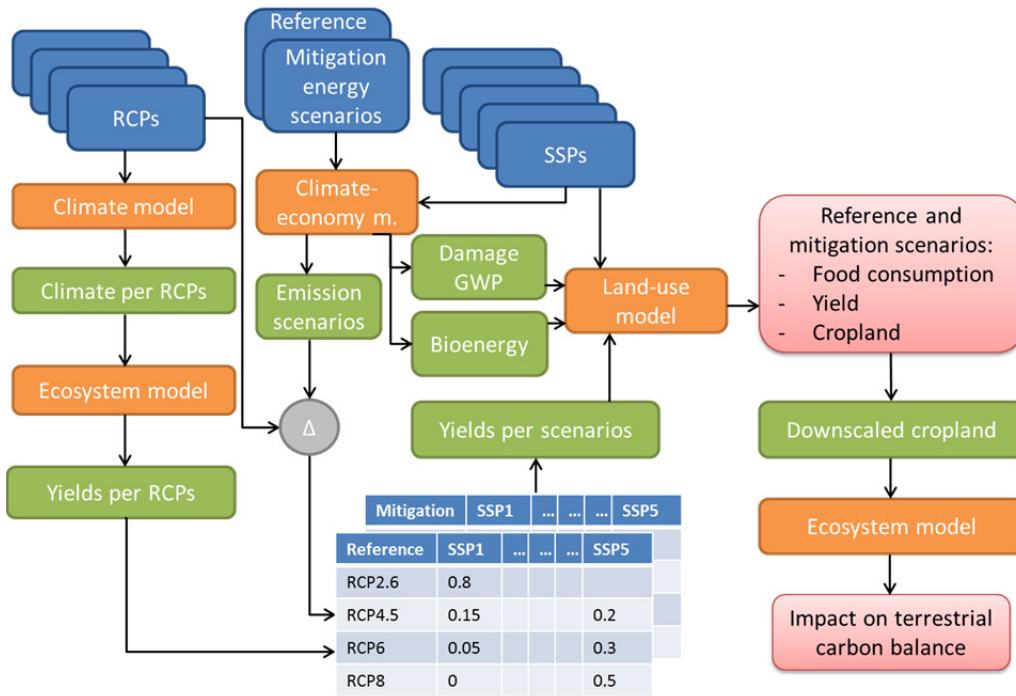 Reference
Mitigation
energy
scenarios
RCPs
SSPs
Climate model
Climate-
economy m.
Climate per RCPs
Emission
scenarios
Damage
GWP
Bioenergy
Land-use
model
Reference and
mitigation scenarios:
- Food consumption
- Yield
- Cropland
Ecosystem model
Δ
Yields per scenarios
Downscaled cropland
Yields per RCPs
Ecosystem model
Impact on terrestrial
carbon balance
Mitigation SSP1 ... ... ... SSP5
Reference SSP1 ... ... ... SSP5
RCP2.6 0.8
RCP4.5 0.15 0.2
RCP6 0.05 0.3
RCP8 0 0.5